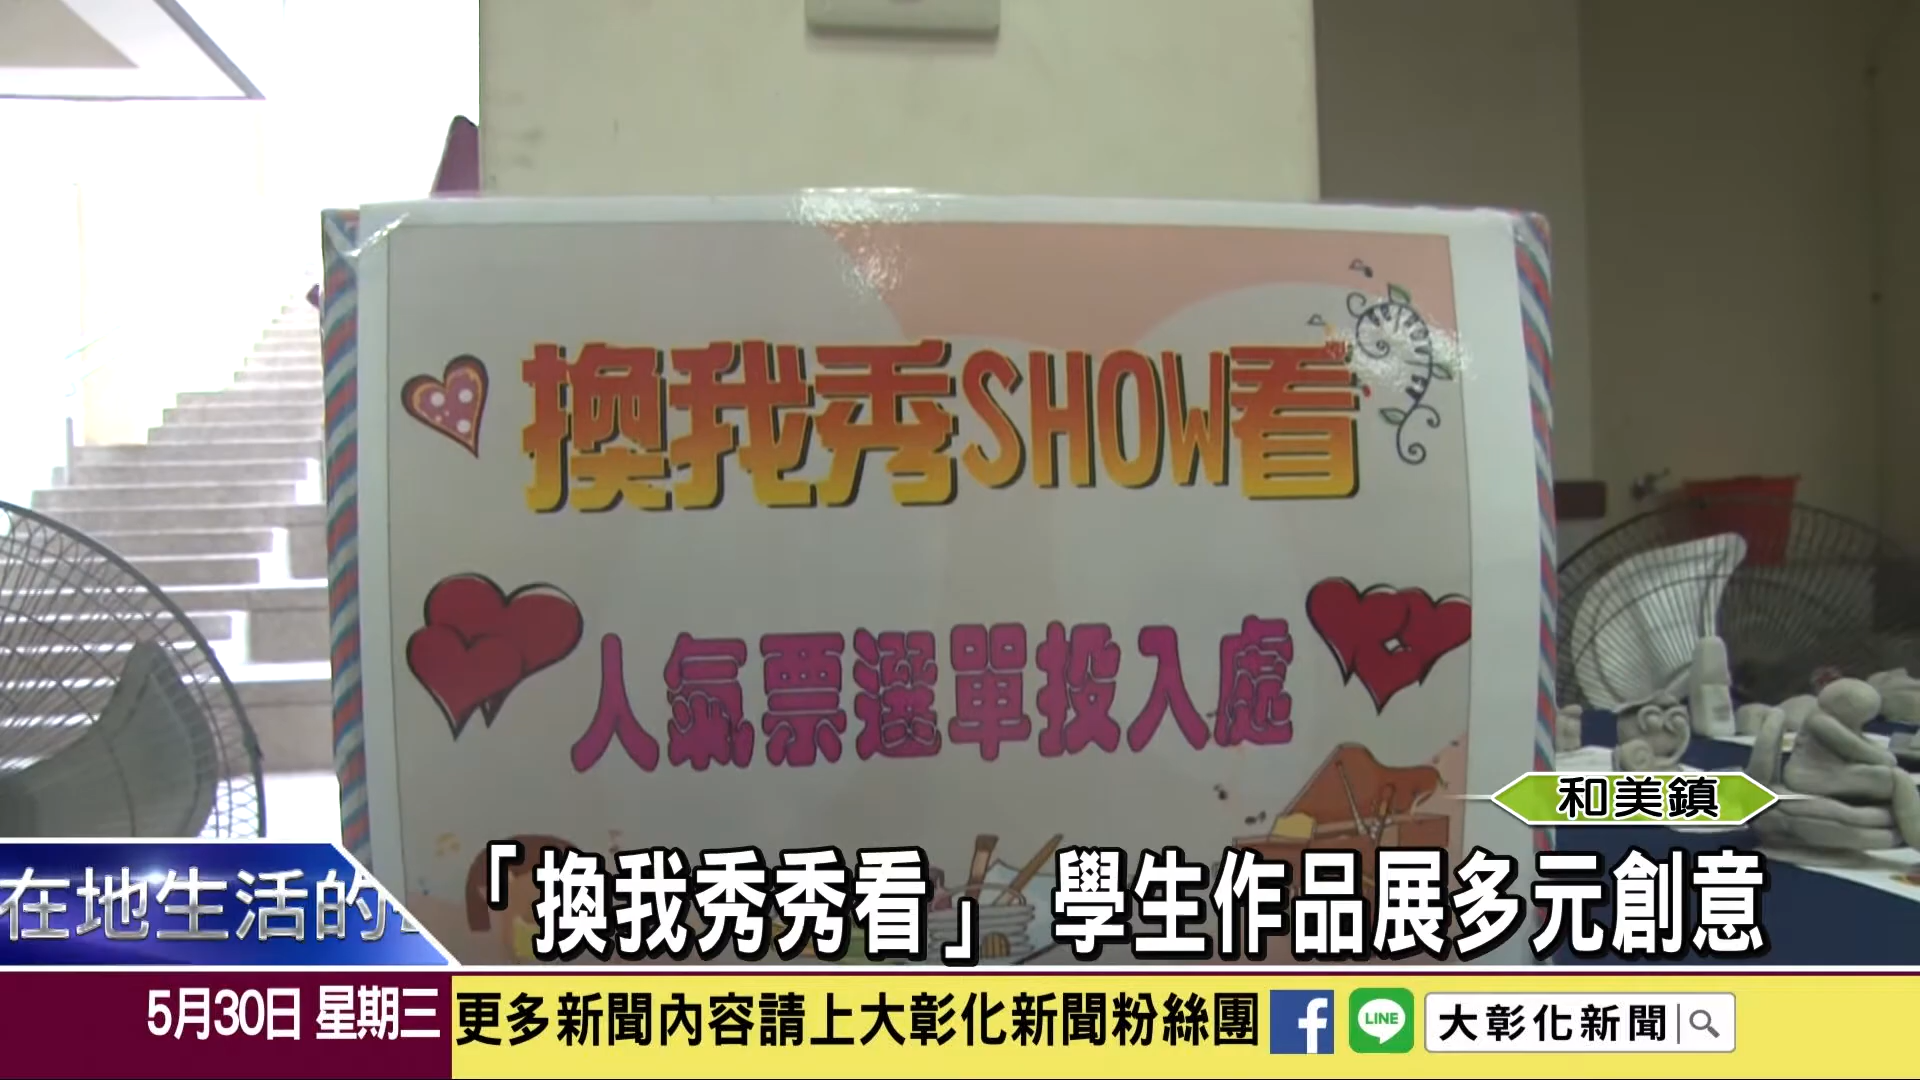 換我秀SHOW看
人氣票選單投入處
和美鎮
在地生活的
「換我秀秀看」 學生作品展多元創意
5月30日 星期三
更多新聞內容請上大彰化新聞粉絲團
f
LINE
大彰化新聞